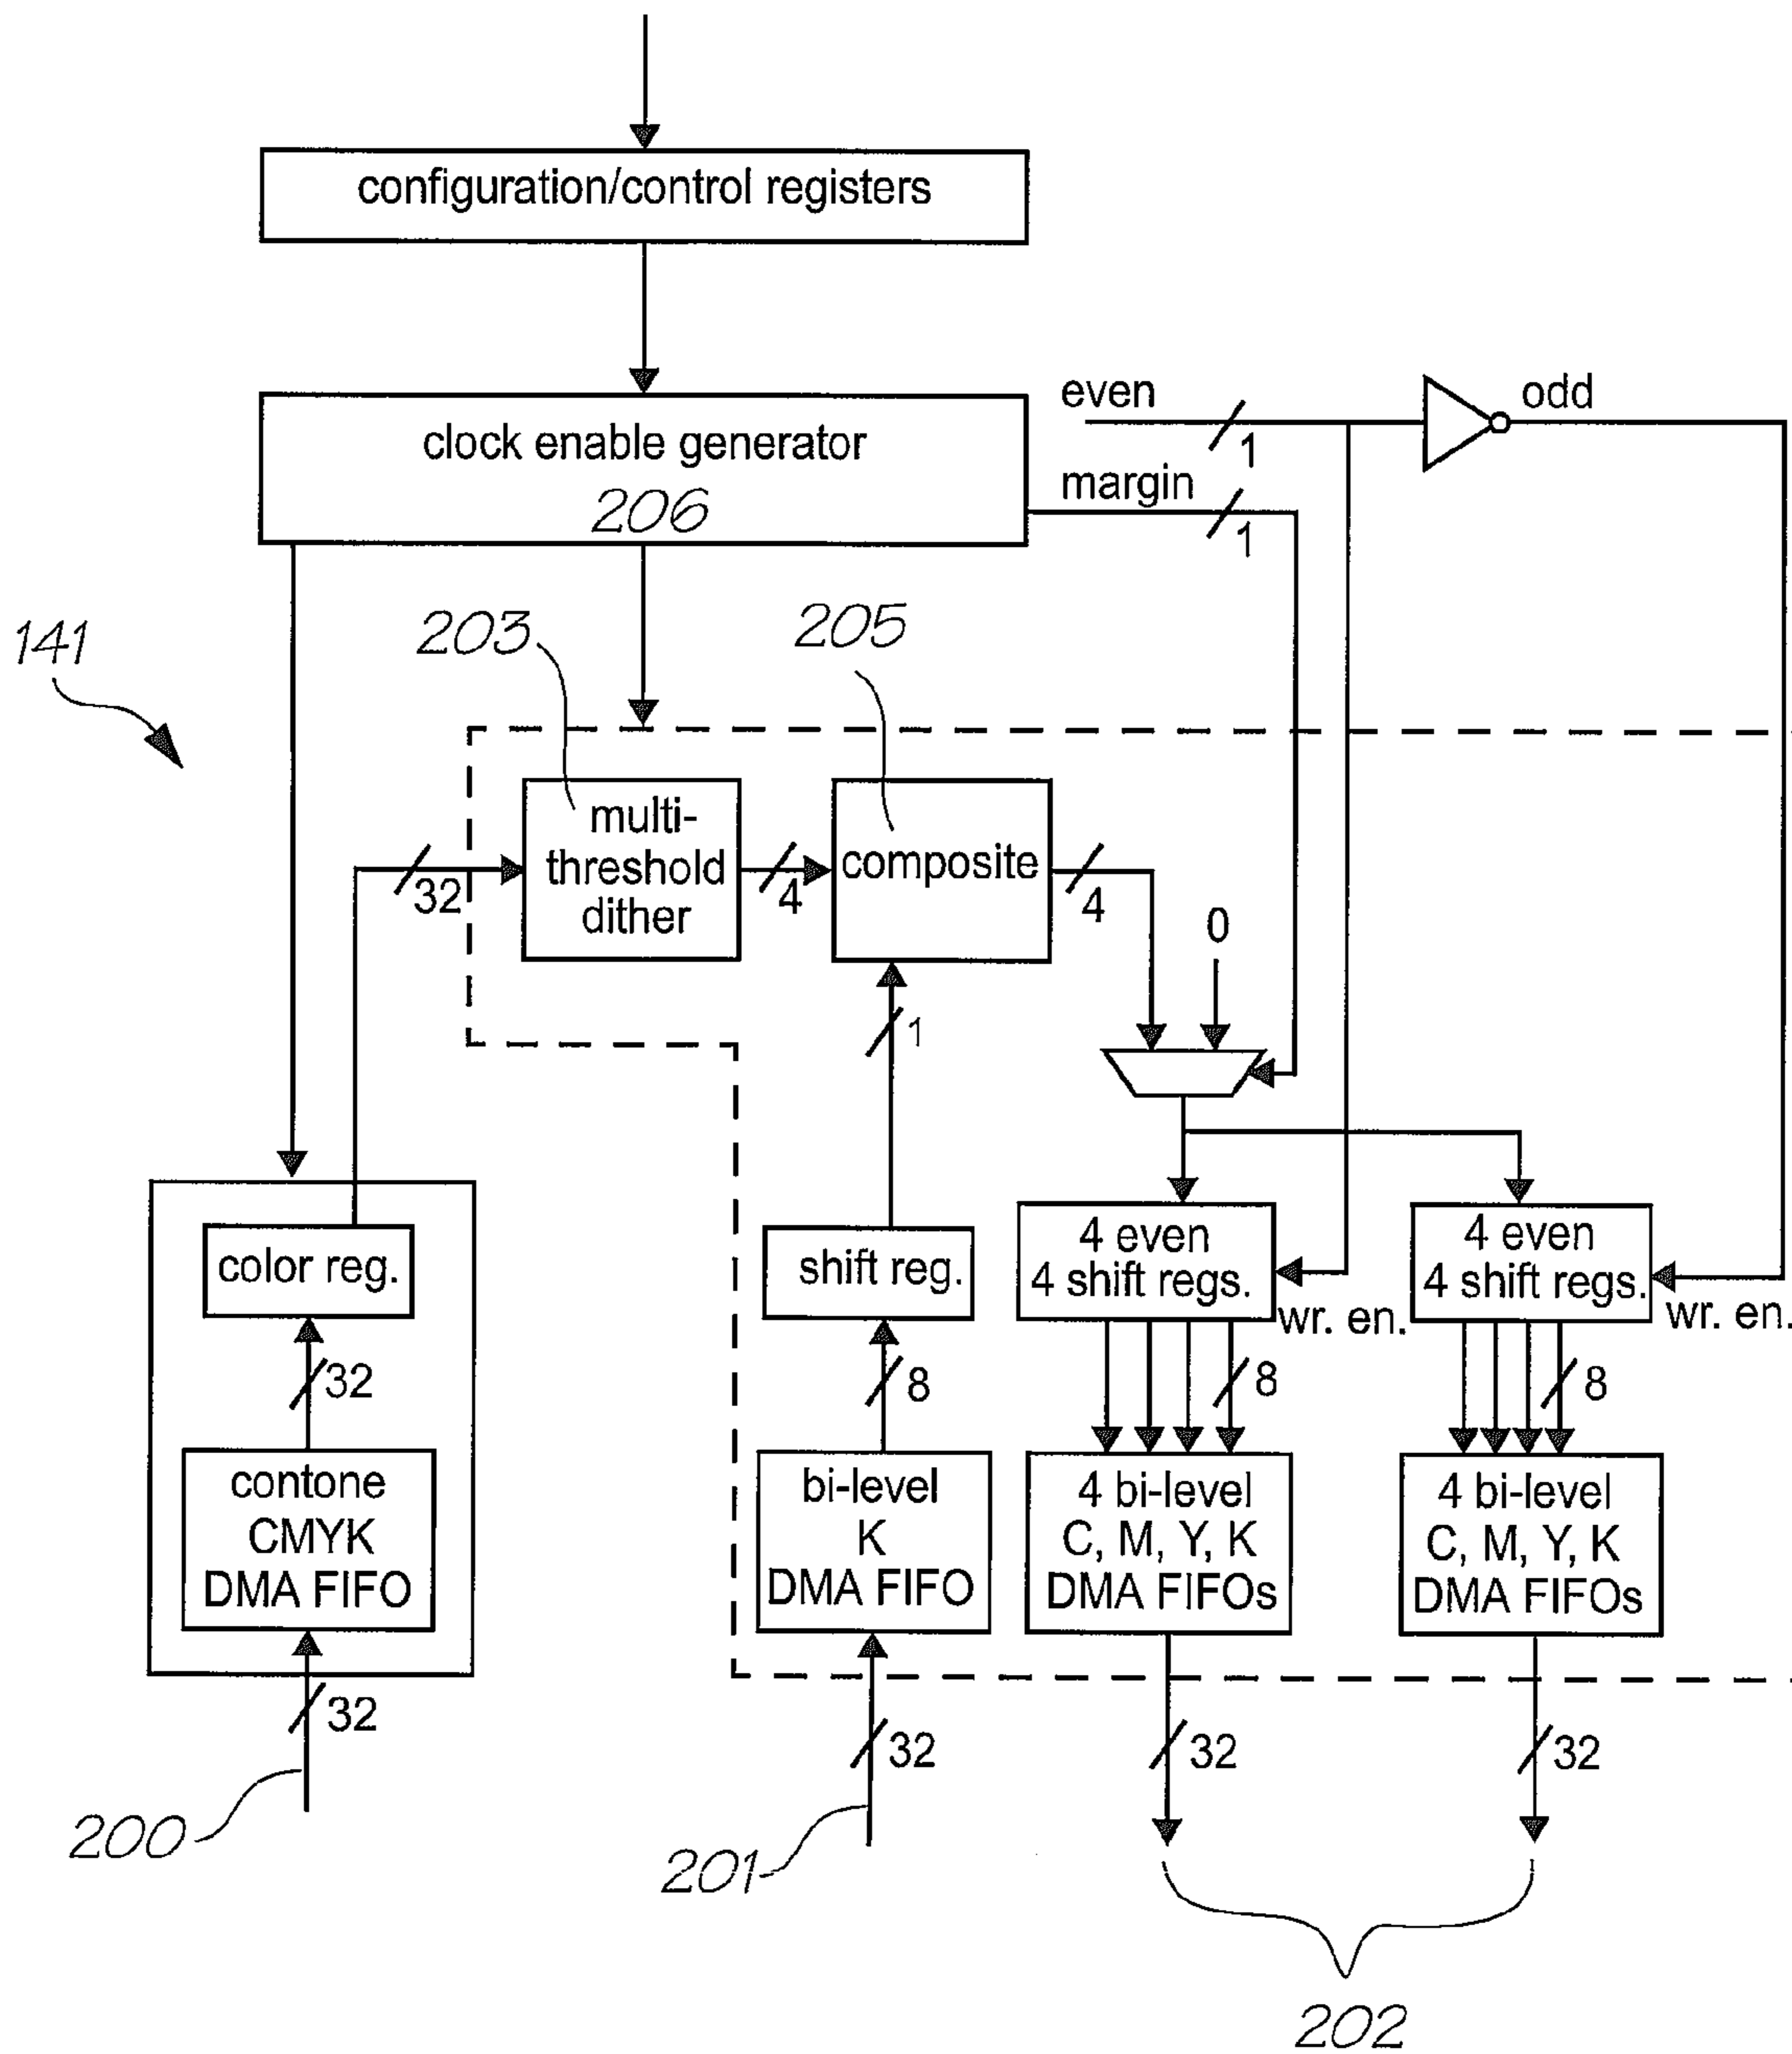 configuration/control registers
clock enable generator
206
even
1
odd
margin
1
141
203
205
multi-
threshold
dither
32
4
composite
4
0
1
color reg.
shift reg.
4 even
4 shift regs.
wr. en.
4 even
4 shift regs.
wr. en.
32
8
8
8
contone
CMYK
DMA FIFO
bi-level
K
DMA FIFO
4 bi-level
C, M, Y, K
DMA FIFOs
4 bi-level
C, M, Y, K
DMA FIFOs
32
32
32
32
200
201
202